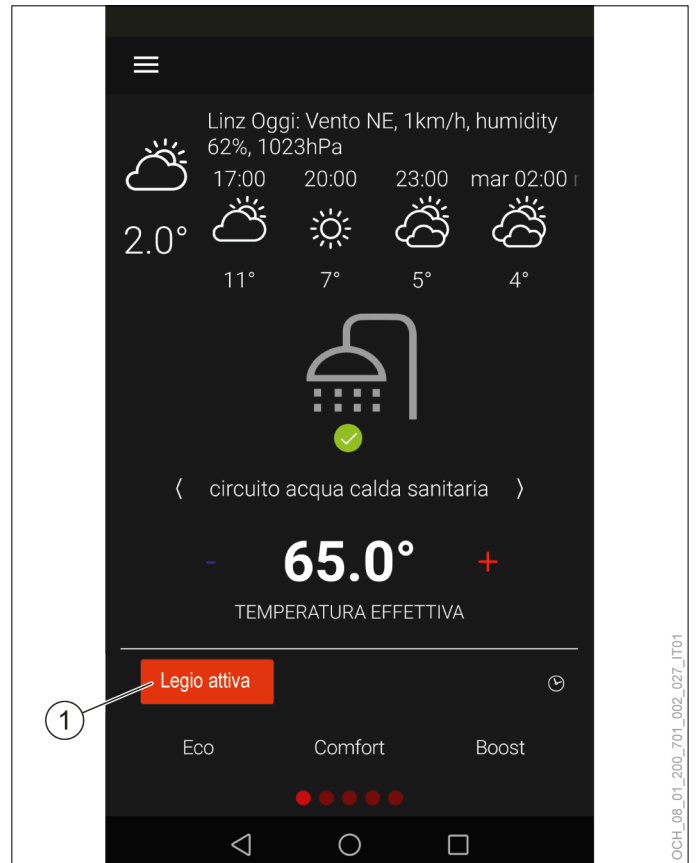 Linz Oggi: Vento NE, 1km/h, humidity
62%, 1023hPa
17:00 20:00 23:00 mar 02:00
2.0°
11° 7° 5° 4°
circuito acqua calda sanitaria
- 65.0° +
TEMPERATURA EFFETTIVA
Legio attiva
1
Eco Comfort Boost
OCH_08_01_200_701_002_027_IT01